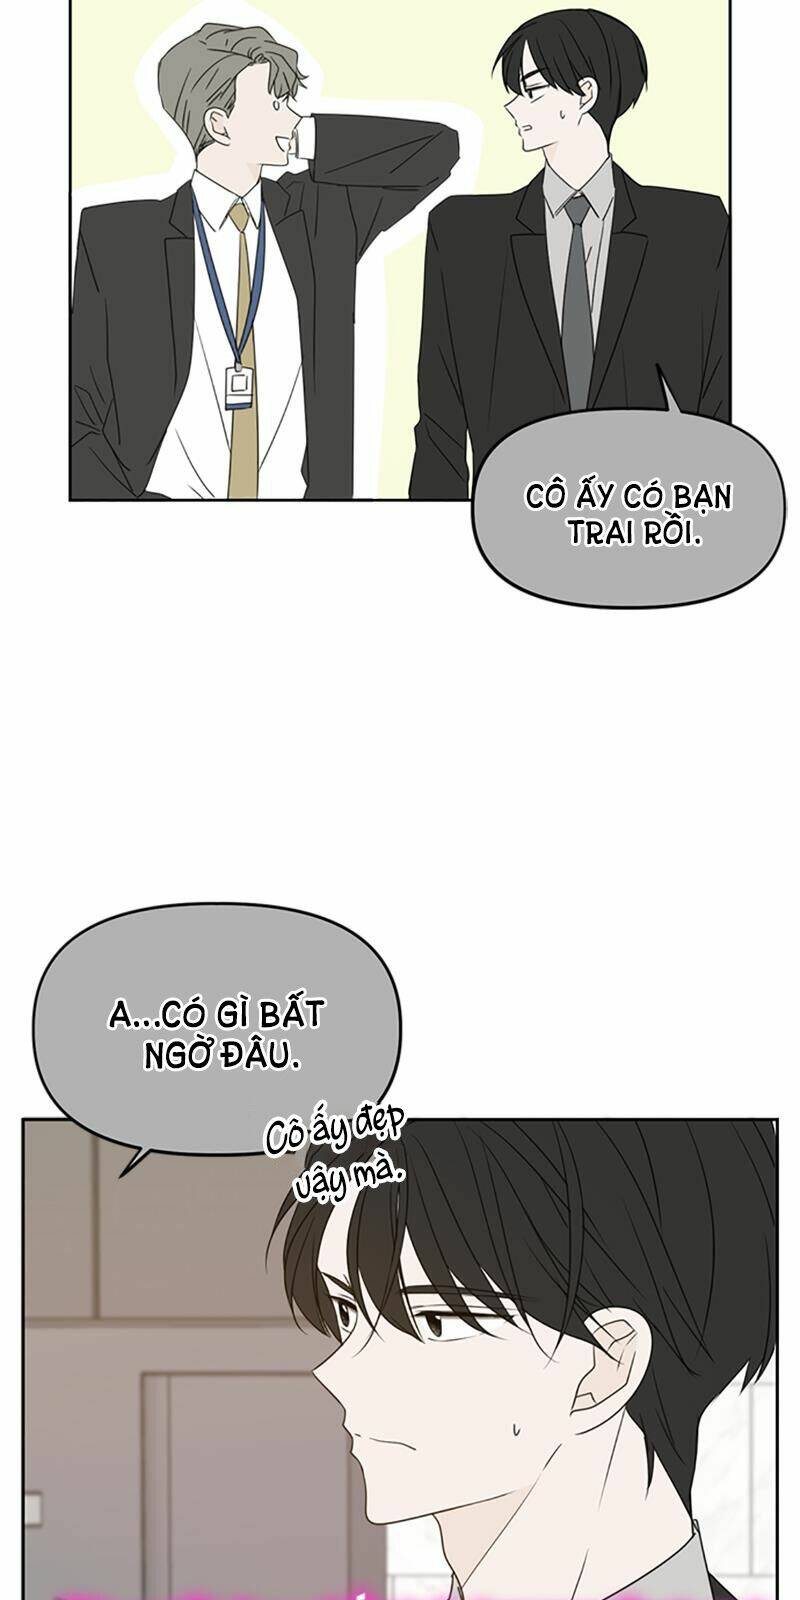 CÔ ẤY CÓ BẠN
TRAI RỒI.
A...CÓ GÌ BẤT
NGỜ ĐÂU.
Cô ấy đẹp
vậy mà.